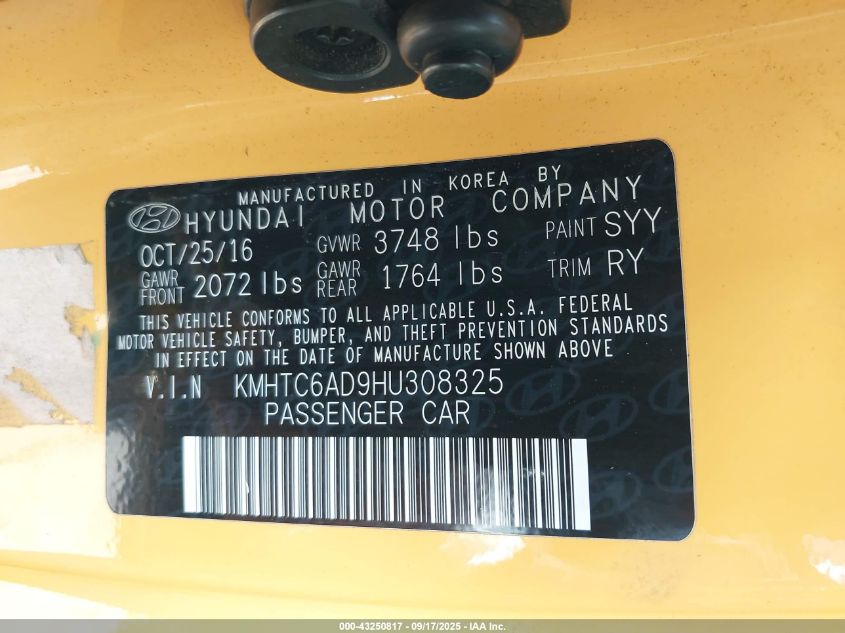 MANUFACTURED IN KOREA BY
HYUNDAI MOTOR COMPANY
OCT/25/16 GVWR 3748 lbs PAINT SYY
GAWR FRONT 2072 lbs GAWR REAR 1764 lbs TRIM RY
THIS VEHICLE CONFORMS TO ALL APPLICABLE U.S.A. FEDERAL
MOTOR VEHICLE SAFETY, BUMPER, AND THEFT PREVENTION STANDARDS
IN EFFECT ON THE DATE OF MANUFACTURE SHOWN ABOVE
V.I.N KMHTC6AD9HU308325
PASSENGER CAR
000-43250817 - 09/17/2025 - IAA Inc.